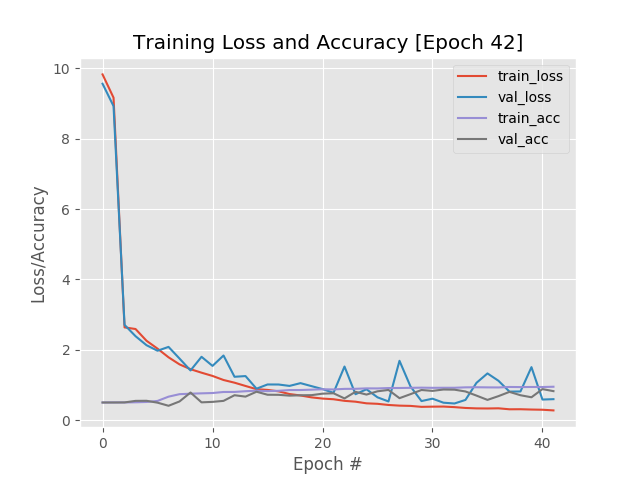 Training Loss and Accuracy [Epoch 42]
10
8
6
4
2
0
Loss/Accuracy
train_loss
val_loss
train_acc
val_acc
0 10 20 30 40
Epoch #